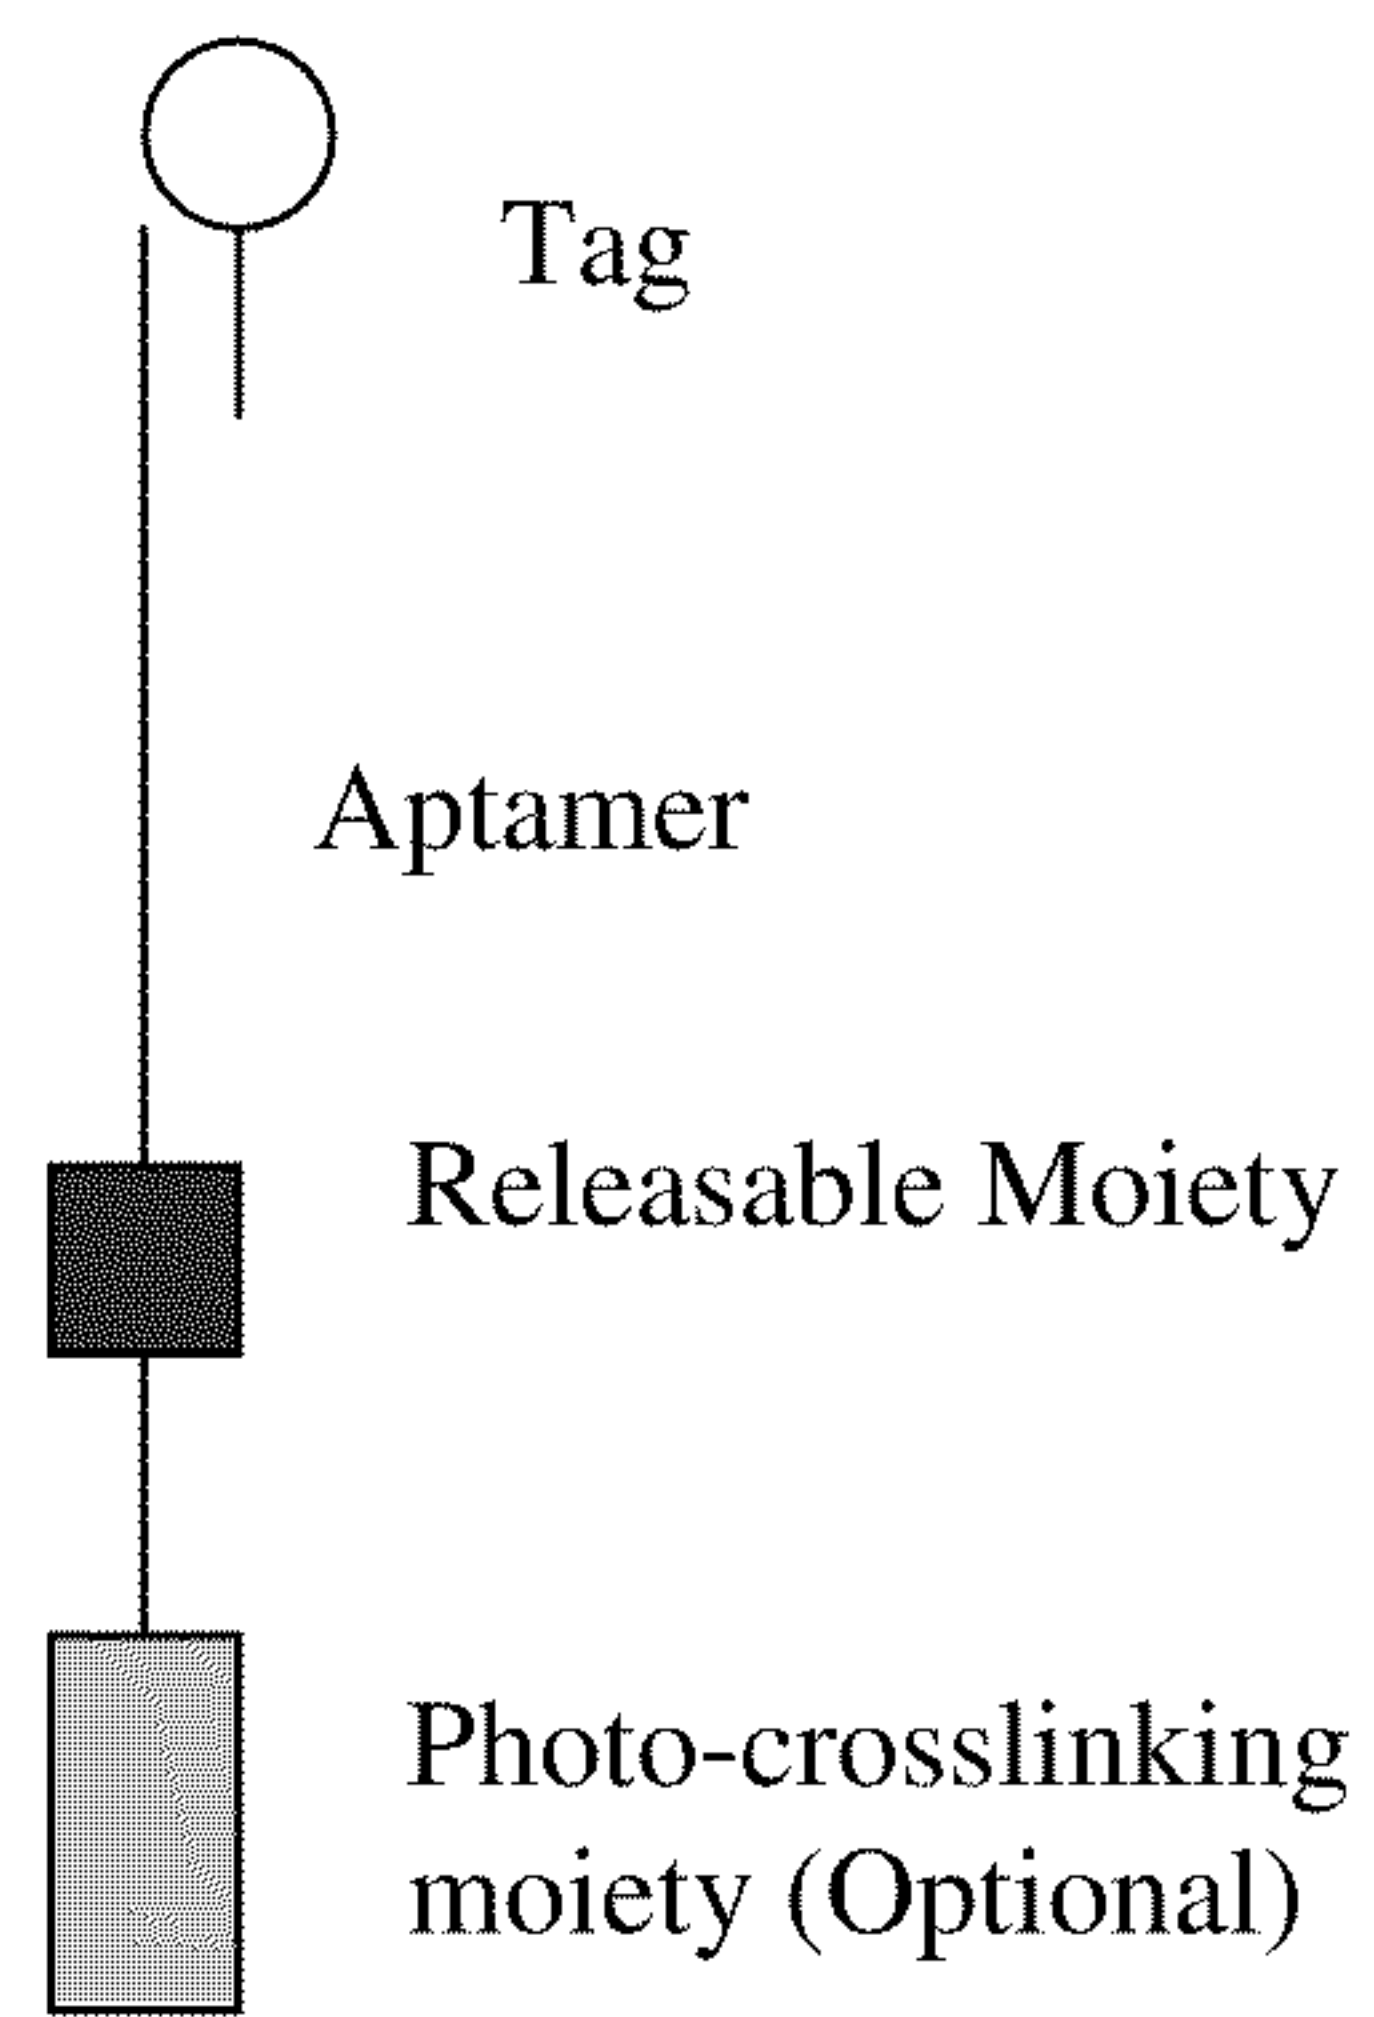 Tag
Aptamer
Releasable Moiety
Photo-crosslinking
moiety (Optional)